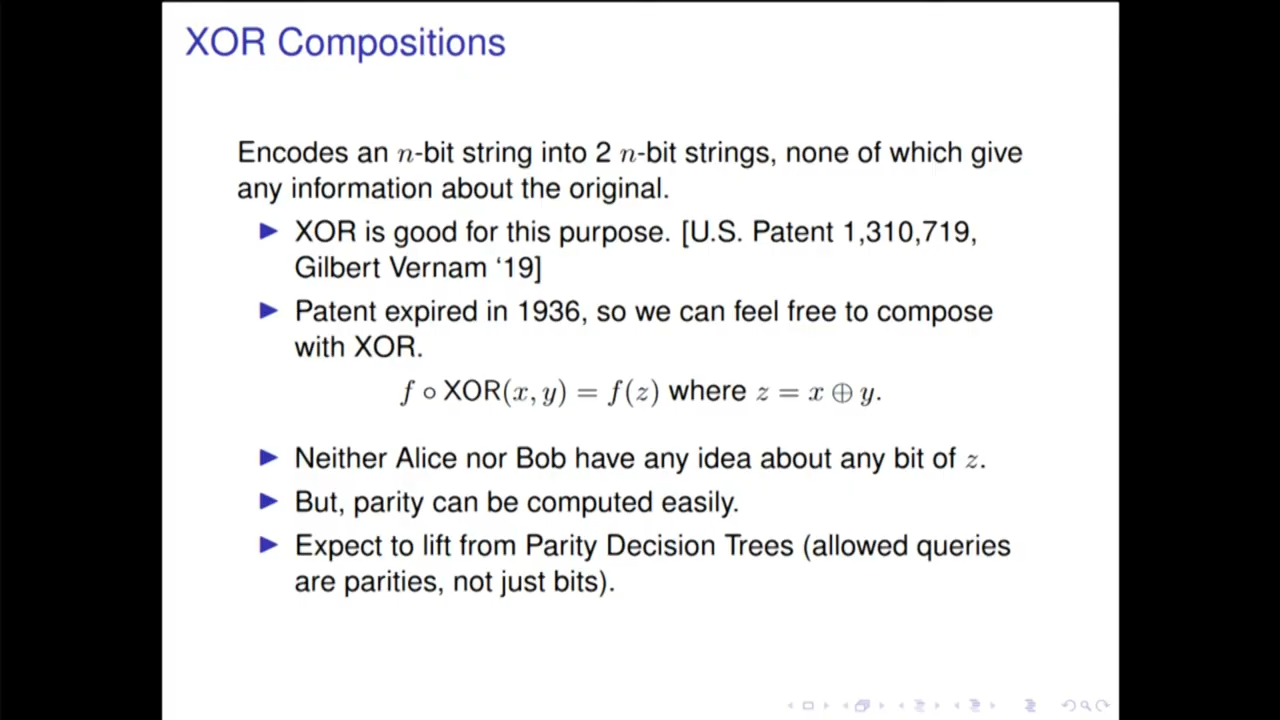 XOR Compositions
Encodes an n-bit string into 2 n-bit strings, none of which give
any information about the original.
▶ XOR is good for this purpose. [U.S. Patent 1,310,719,
Gilbert Vernam ‘19]
▶ Patent expired in 1936, so we can feel free to compose
with XOR.
f ∘ XOR(x, y) = f(z) where z = x ⊕ y.
▶ Neither Alice nor Bob have any idea about any bit of z.
▶ But, parity can be computed easily.
▶ Expect to lift from Parity Decision Trees (allowed queries
are parities, not just bits).